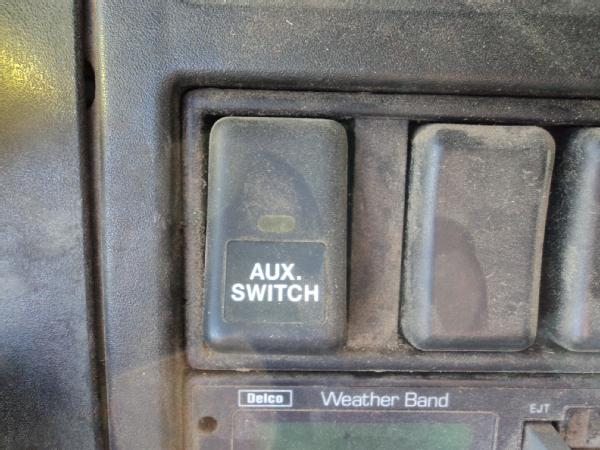 AUX.
SWITCH
Delco Weather Band
EJT